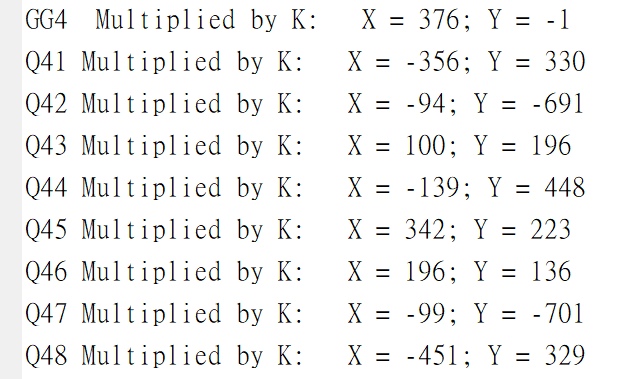 GG4  Multiplied by K:   X = 376; Y = -1
Q41 Multiplied by K:   X = -356; Y = 330
Q42 Multiplied by K:   X = -94; Y = -691
Q43 Multiplied by K:   X = 100; Y = 196
Q44 Multiplied by K:   X = -139; Y = 448
Q45 Multiplied by K:   X = 342; Y = 223
Q46 Multiplied by K:   X = 196; Y = 136
Q47 Multiplied by K:   X = -99; Y = -701
Q48 Multiplied by K:   X = -451; Y = 329